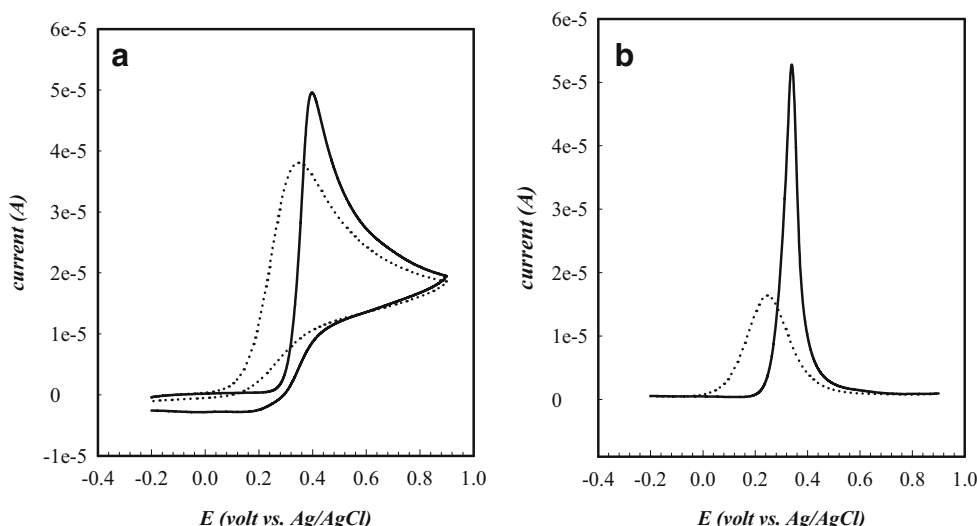 a
6e-5
5e-5
4e-5
3e-5
2e-5
1e-5
0
-1e-5
current (A)
-0.4 -0.2 0.0 0.2 0.4 0.6 0.8 1.0
E (volt vs. Ag/AgCl)
b
6e-5
5e-5
4e-5
3e-5
2e-5
1e-5
0
current (A)
-0.4 -0.2 0.0 0.2 0.4 0.6 0.8 1.0
E (volt vs. Ag/AgCl)